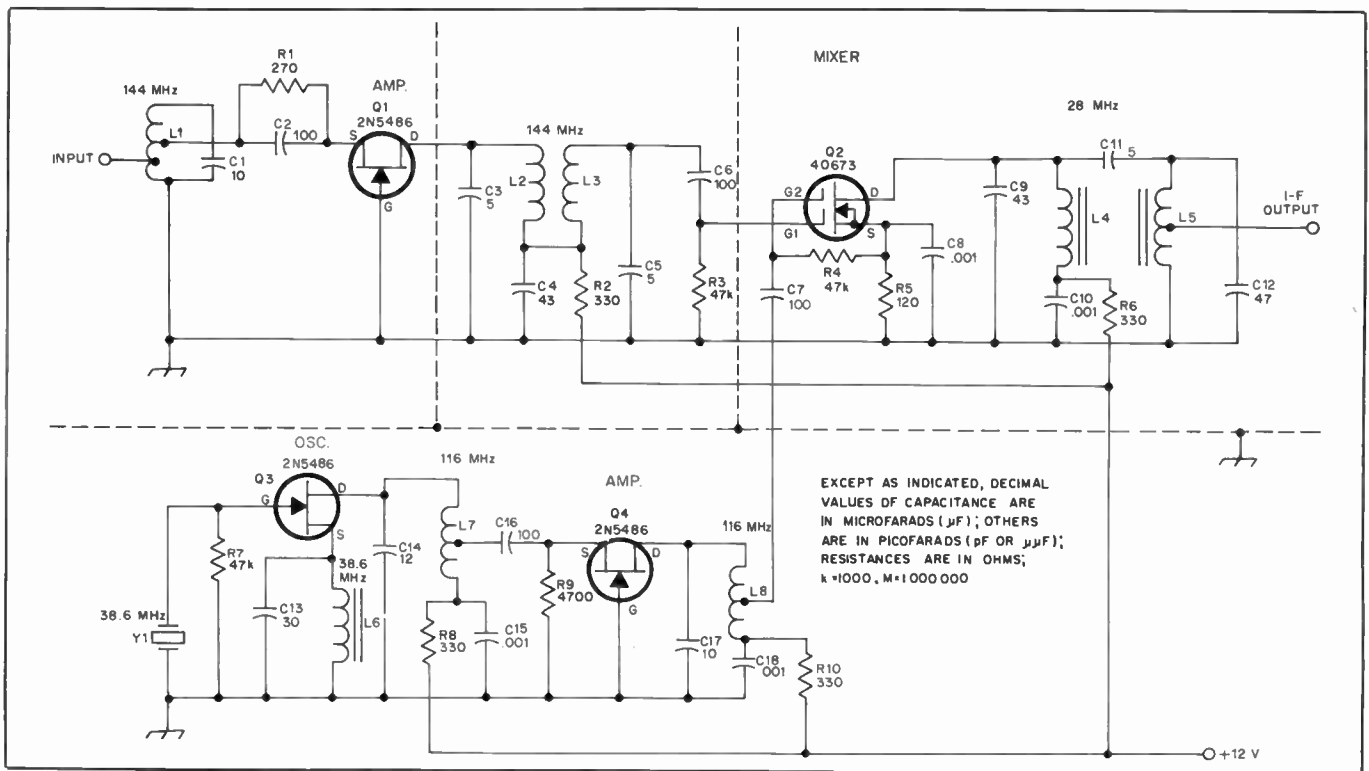 MIXER
144 MHz
INPUT
L1
C1
10
R1
270
C2
100
AMP.
Q1
2N5486
S
D
G
144 MHz
C3
5
L2
L3
C4
43
R2
330
C5
5
C6
100
R3
47k
Q2
40673
G2
G1
D
S
C7
100
R4
47k
R5
120
C8
.001
28 MHz
C9
43
L4
C10
.001
C11
5
R6
330
L5
C12
47
I-F
OUTPUT
OSC.
2N5486
Q3
G
D
S
38.6 MHz
Y1
R7
47k
C13
30
38.6
MHz
L6
C14
12
116 MHz
L7
R8
330
C15
.001
C16
100
R9
4700
AMP.
Q4
2N5486
S
D
G
116 MHz
L8
C17
10
C18
.001
R10
330
EXCEPT AS INDICATED, DECIMAL
VALUES OF CAPACITANCE ARE
IN MICROFARADS (µF); OTHERS
ARE IN PICOFARADS (pF OR µµF);
RESISTANCES ARE IN OHMS;
k=1000, M=1000000
+12 V